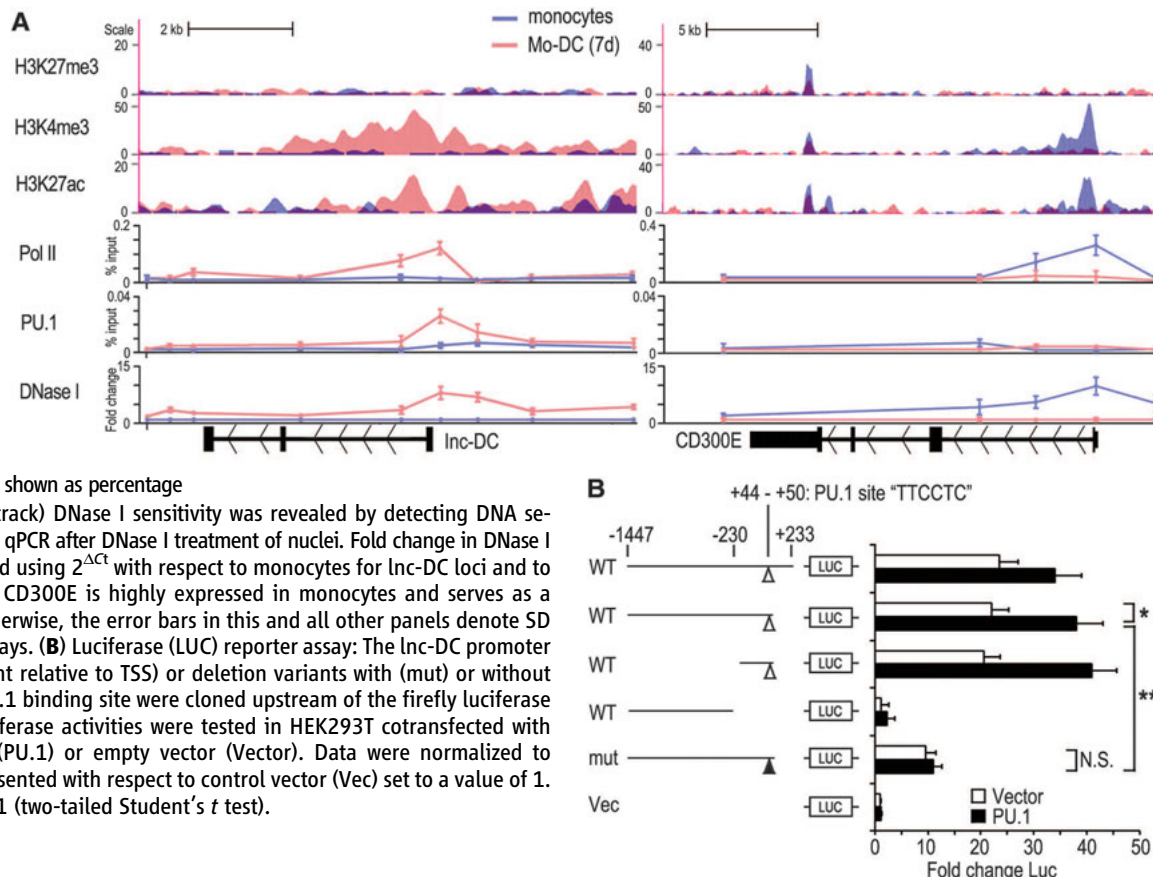 A
Scale
2 kb
monocytes
Mo-DC (7d)
5 kb
H3K27me3
20
0
40
0
H3K4me3
50
0
50
0
H3K27ac
20
0
40
0
Pol II
% input
0.2
0
0.4
0
PU.1
% input
0.04
0
0.04
0
DNase I
Fold change
15
0
15
0
lnc-DC
CD300E
shown as percentage
track) DNase I sensitivity was revealed by detecting DNA se-
qPCR after DNase I treatment of nuclei. Fold change in DNase I
d using 2^ΔCt with respect to monocytes for lnc-DC loci and to
CD300E is highly expressed in monocytes and serves as a
erwise, the error bars in this and all other panels denote SD
ays. (B) Luciferase (LUC) reporter assay: The lnc-DC promoter
nt relative to TSS) or deletion variants with (mut) or without
.1 binding site were cloned upstream of the firefly luciferase
iferase activities were tested in HEK293T cotransfected with
(PU.1) or empty vector (Vector). Data were normalized to
sented with respect to control vector (Vec) set to a value of 1.
1 (two-tailed Student's t test).
B
+44 - +50: PU.1 site "TTCCTC"
-1447
-230
+233
WT
LUC
WT
LUC
*
WT
LUC
**
WT
LUC
mut
LUC
N.S.
Vec
LUC
Vector
PU.1
0 10 20 30 40 50
Fold change Luc